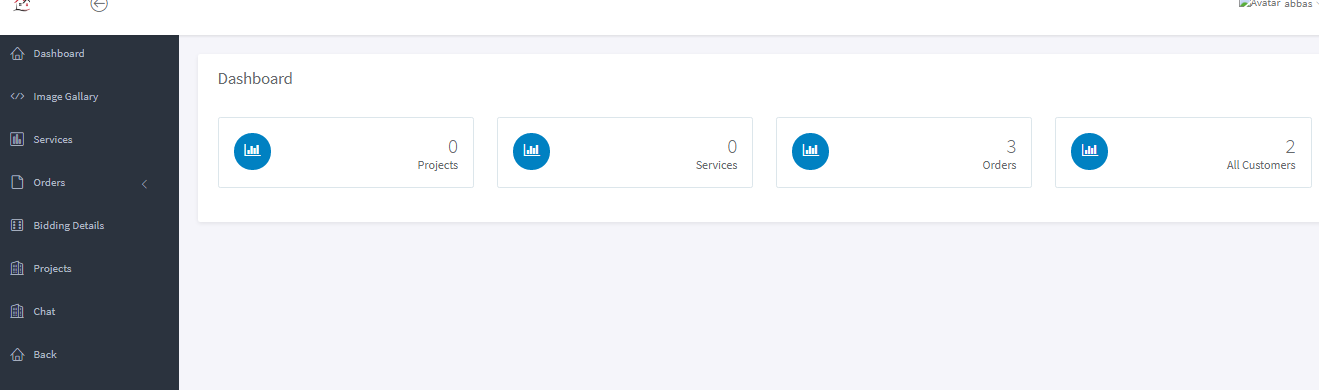 Avatar abbas
Dashboard
Image Gallary
Services
Orders
Bidding Details
Projects
Chat
Back
Dashboard
0
Projects
0
Services
3
Orders
2
All Customers